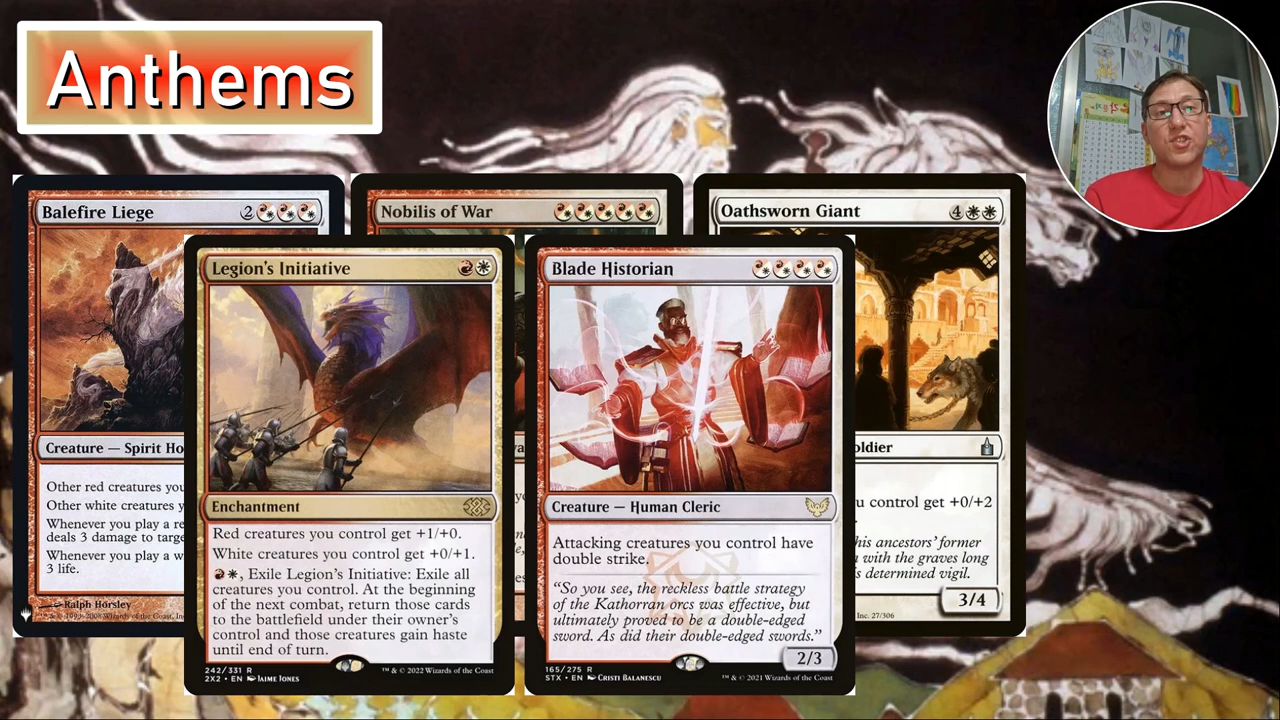 Anthems
Balefire Liege 2
Nobilis of War
Oathsworn Giant 4
Legion's Initiative
Blade Historian
Creature — Spirit Ho
Other red creatures you
Other white creatures y
Whenever you play a re
deals 3 damage to targe
Whenever you play a w
3 life.
Ralph Horsley
Enchantment
Red creatures you control get +1/+0.
White creatures you control get +0/+1.
, Exile Legion's Initiative: Exile all
creatures you control. At the beginning
of the next combat, return those cards
to the battlefield under their owner's
control and those creatures gain haste
until end of turn.
242/331 R
2X2 • EN Jaime Jones
™ & © 2022 Wizards of the Coast
Creature — Human Cleric
Attacking creatures you control have
double strike.
"So you see, the reckless battle strategy
of the Kathorran orcs was effective, but
ultimately proved to be a double-edged
sword. As did their double-edged swords."
2/3
165/275 R
STX • EN Cristi Balanescu
™ & © 2021 Wizards of the Coast
oldier
u control get +0/+2
his ancestors' former
with the graves long
s determined vigil.
3/4
Inc. 27/306